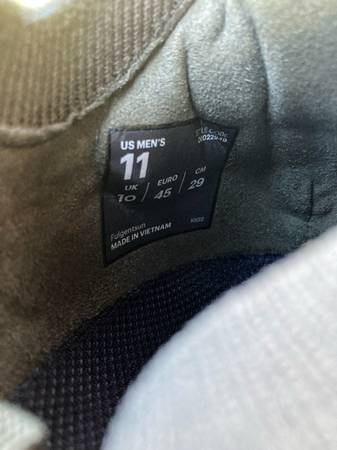 US MEN'S
11
UK / EURO / CM
10 / 45 / 29
Fulgentsun
MADE IN VIETNAM